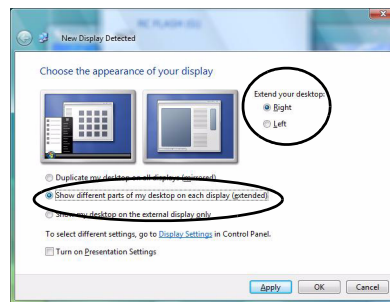 New Display Detected
Choose the appearance of your display
Extend your desktop:
Right
Left
Duplicate my desktop on all displays (mirrored)
Show different parts of my desktop on each display (extended)
Show my desktop on the external display only
To select different settings, go to Display Settings in Control Panel.
Turn on Presentation Settings
Apply OK Cancel